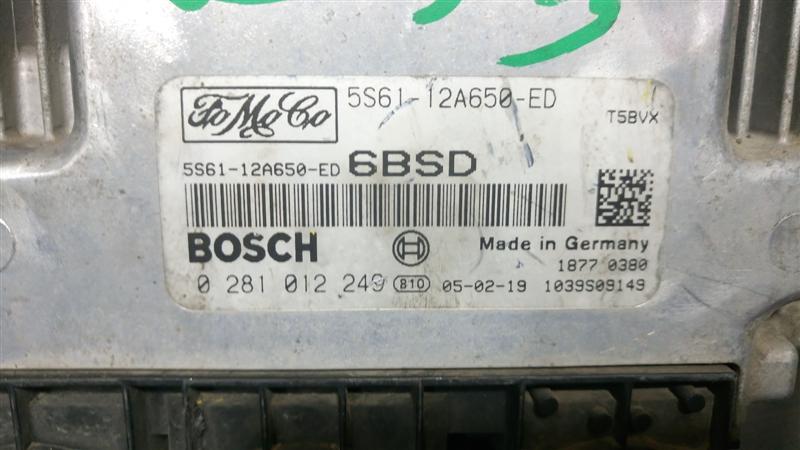 FoMoCo 5S61-12A650-ED
T5BVX
5S61-12A650-ED 6BSD
BOSCH Made in Germany
1877 0380
0 281 012 249 810 05-02-19 1039S09149